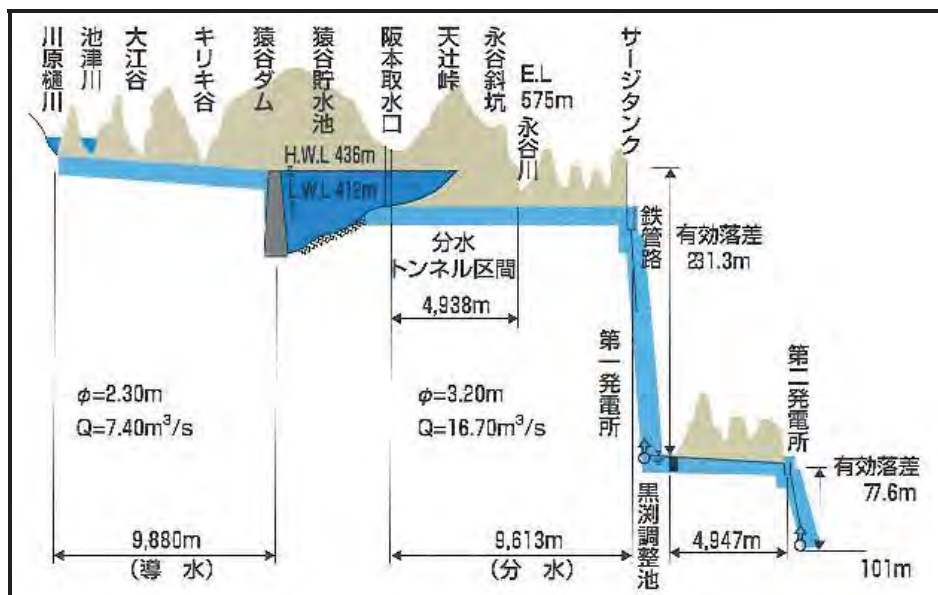 川原樋川
池津川
大江谷
キリキ谷
猿谷ダム
猿谷貯水池
阪本取水口
天辻峠
永谷斜坑
E.L
575m
永谷川
サージタンク
H.W.L 436m
L.W.L 412m
分水
トンネル区間
4,938m
鉄管路
有効落差
231.3m
φ=2.30m
Q=7.40m³/s
φ=3.20m
Q=16.70m³/s
第一発電所
第二発電所
有効落差
77.6m
黒渕調整池
9,880m
(導 水)
9,613m
(分 水)
4,947m
101m